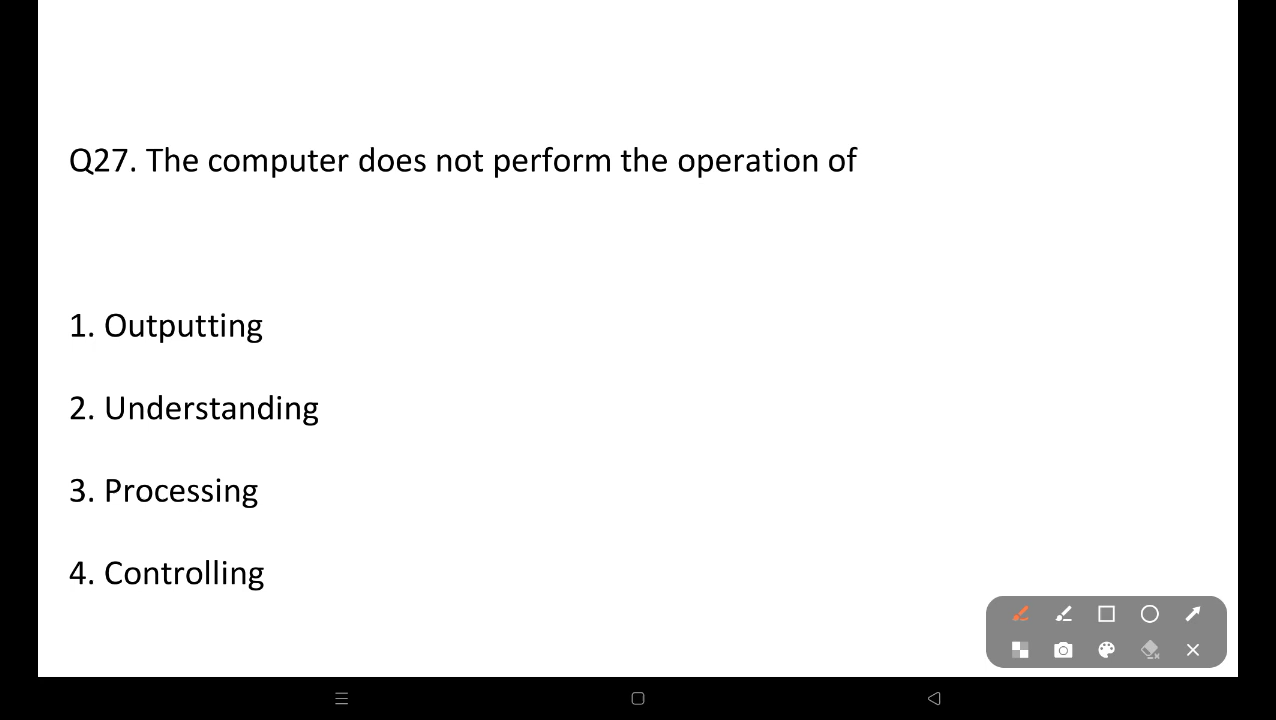 Q27. The computer does not perform the operation of
1. Outputting
2. Understanding
3. Processing
4. Controlling